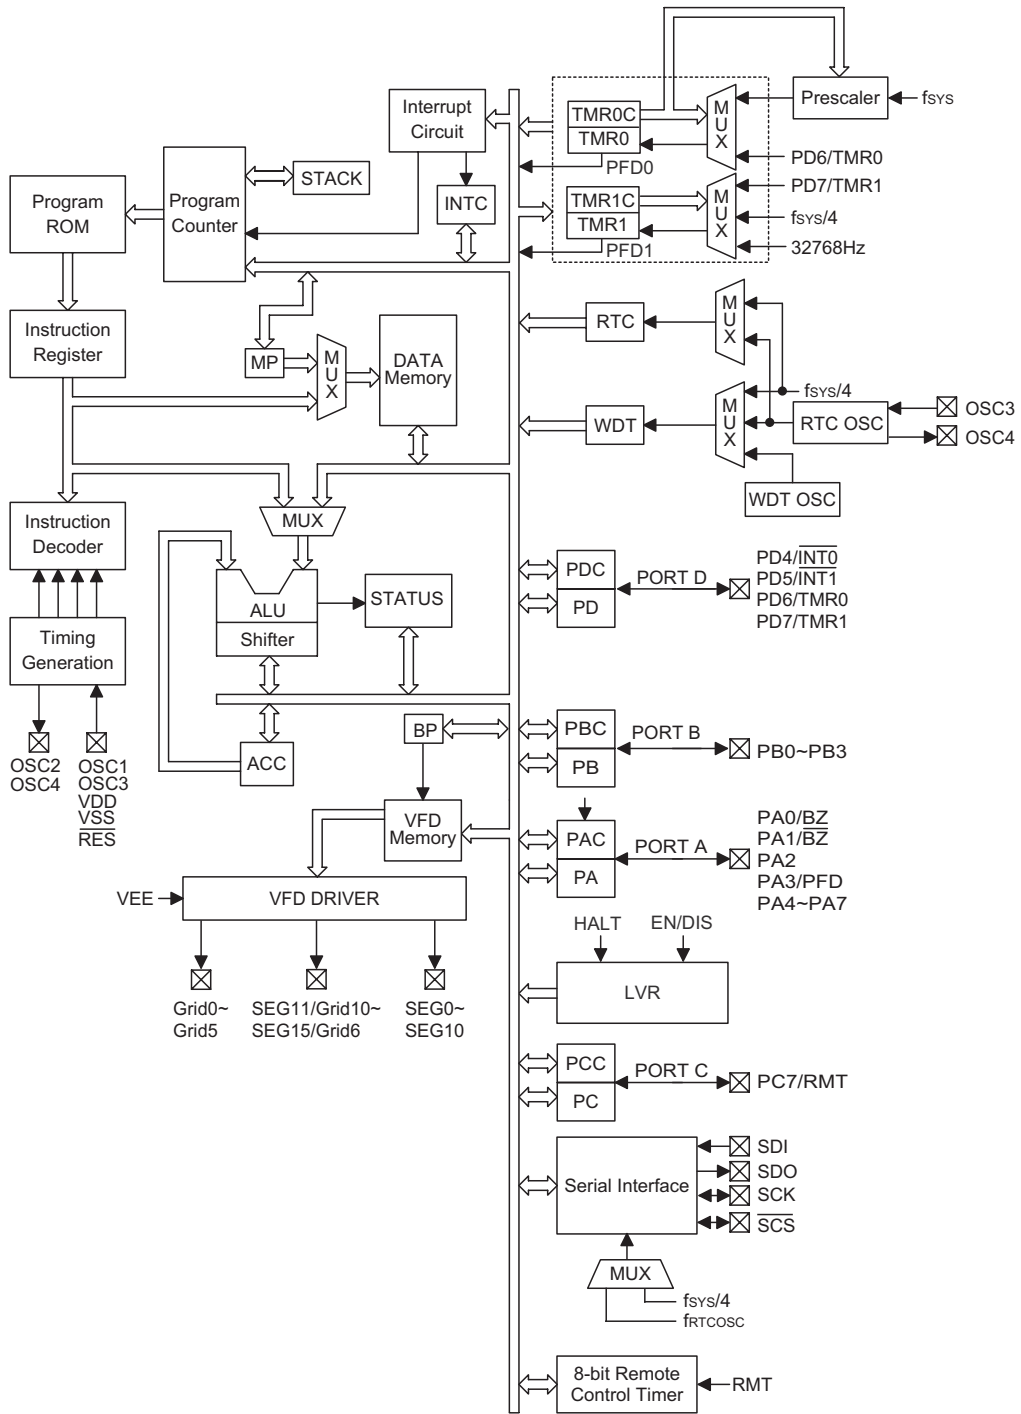 Interrupt
Circuit
TMR0C
TMR0
MUX
Prescaler
fSYS
PFD0
PD6/TMR0
STACK
INTC
Program
ROM
Program
Counter
TMR1C
TMR1
MUX
PD7/TMR1
fSYS/4
PFD1
32768Hz
Instruction
Register
MP
MUX
DATA
Memory
RTC
MUX
fSYS/4
WDT
MUX
RTC OSC
OSC3
OSC4
WDT OSC
Instruction
Decoder
MUX
ALU
Shifter
STATUS
PDC
PD
PORT D
PD4/I̅N̅T̅0̅
PD5/I̅N̅T̅1̅
PD6/TMR0
PD7/TMR1
Timing
Generation
OSC2
OSC4
OSC1
OSC3
VDD
VSS
R̅E̅S̅
ACC
BP
PBC
PB
PORT B
PB0~PB3
VFD
Memory
PAC
PA
PORT A
PA0/BZ
PA1/B̅Z̅
PA2
PA3/PFD
PA4~PA7
VEE
VFD DRIVER
Grid0~
Grid5
SEG11/Grid10~
SEG15/Grid6
SEG0~
SEG10
HALT
EN/DIS
LVR
PCC
PC
PORT C
PC7/RMT
Serial Interface
SDI
SDO
SCK
S̅C̅S̅
MUX
fSYS/4
fRTCOSC
8-bit Remote
Control Timer
RMT